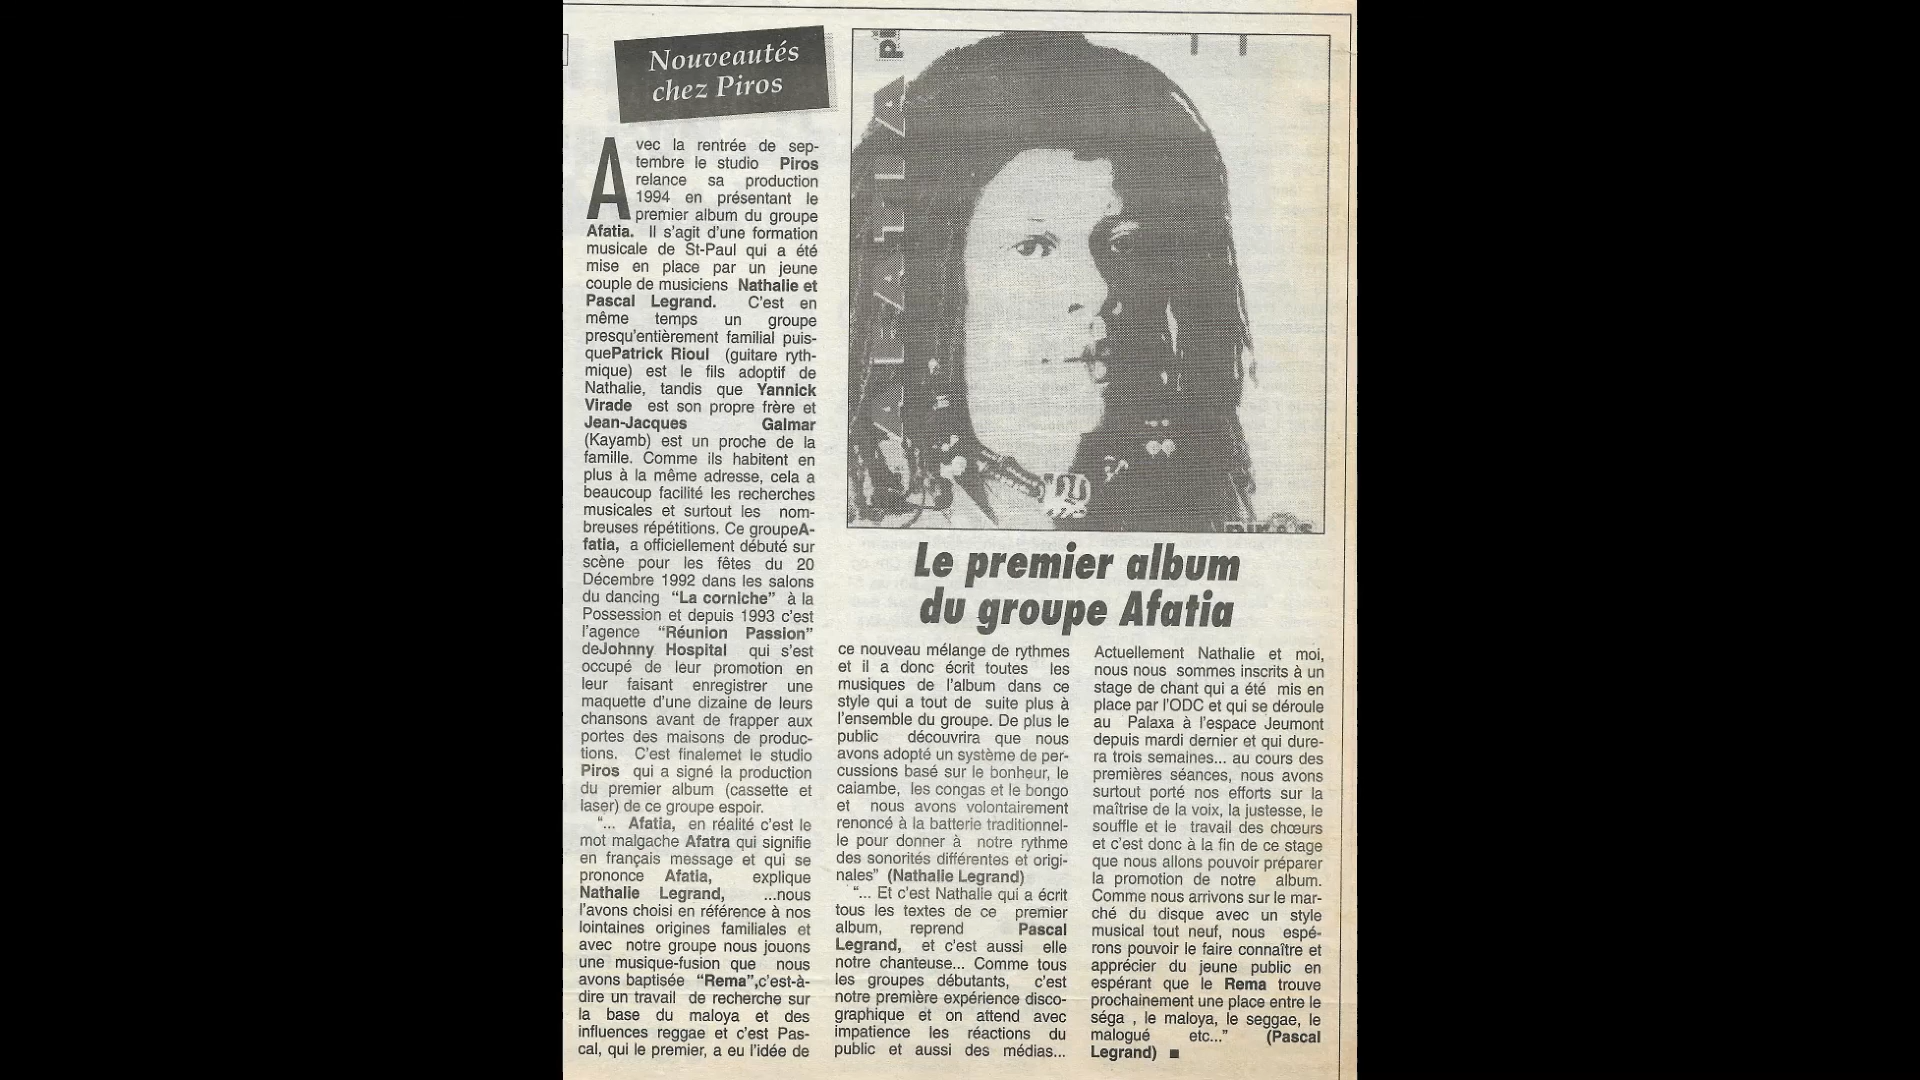 Nouveautés
chez Piros
Avec la rentrée de sep-
tembre le studio Piros
relance sa production
1994 en présentant le
premier album du groupe
Afatia. Il s'agit d'une formation
musicale de St-Paul qui a été
mise en place par un jeune
couple de musiciens Nathalie et
Pascal Legrand. C'est en
même temps un groupe
presqu'entièrement familial puis-
quePatrick Rioul (guitare ryth-
mique) est le fils adoptif de
Nathalie, tandis que Yannick
Virade est son propre frère et
Jean-Jacques Galmar
(Kayamb) est un proche de la
famille. Comme ils habitent en
plus à la même adresse, cela a
beaucoup facilité les recherches
musicales et surtout les nom-
breuses répétitions. Ce groupeA-
fatia, a officiellement débuté sur
scène pour les fêtes du 20
Décembre 1992 dans les salons
du dancing "La corniche" à la
Possession et depuis 1993 c'est
l'agence "Réunion Passion"
deJohnny Hospital qui s'est
occupé de leur promotion en
leur faisant enregistrer une
maquette d'une dizaine de leurs
chansons avant de frapper aux
portes des maisons de produc-
tions. C'est finalemet le studio
Piros qui a signé la production
du premier album (cassette et
laser) de ce groupe espoir.
"... Afatia, en réalité c'est le
mot malgache Afatra qui signifie
en français message et qui se
prononce Afatia, explique
Nathalie Legrand, ...nous
l'avons choisi en référence à nos
lointaines origines familiales et
avec notre groupe nous jouons
une musique-fusion que nous
avons baptisée "Rema",c'est-à-
dire un travail de recherche sur
la base du maloya et des
influences reggae et c'est Pas-
cal, qui le premier, a eu l'idée de
AFATIA
piros
Le premier album
du groupe Afatia
ce nouveau mélange de rythmes
et il a donc écrit toutes les
musiques de l'album dans ce
style qui a tout de suite plus à
l'ensemble du groupe. De plus le
public découvrira que nous
avons adopté un système de per-
cussions basé sur le bonheur, le
caiambe, les congas et le bongo
et nous avons volontairement
renoncé à la batterie traditionnel-
le pour donner à notre rythme
des sonorités différentes et origi-
nales" (Nathalie Legrand)
"... Et c'est Nathalie qui a écrit
tous les textes de ce premier
album, reprend Pascal
Legrand, et c'est aussi elle
notre chanteuse... Comme tous
les groupes débutants, c'est
notre première expérience disco-
graphique et on attend avec
impatience les réactions du
public et aussi des médias...
Actuellement Nathalie et moi,
nous nous sommes inscrits à un
stage de chant qui a été mis en
place par l'ODC et qui se déroule
au Palaxa à l'espace Jeumont
depuis mardi dernier et qui dure-
ra trois semaines... au cours des
premières séances, nous avons
surtout porté nos efforts sur la
maîtrise de la voix, la justesse, le
souffle et le travail des chœurs
et c'est donc à la fin de ce stage
que nous allons pouvoir préparer
la promotion de notre album.
Comme nous arrivons sur le mar-
ché du disque avec un style
musical tout neuf, nous espé-
rons pouvoir le faire connaître et
apprécier du jeune public en
espérant que le Rema trouve
prochainement une place entre le
séga , le maloya, le seggae, le
malogué etc..." (Pascal
Legrand) ■